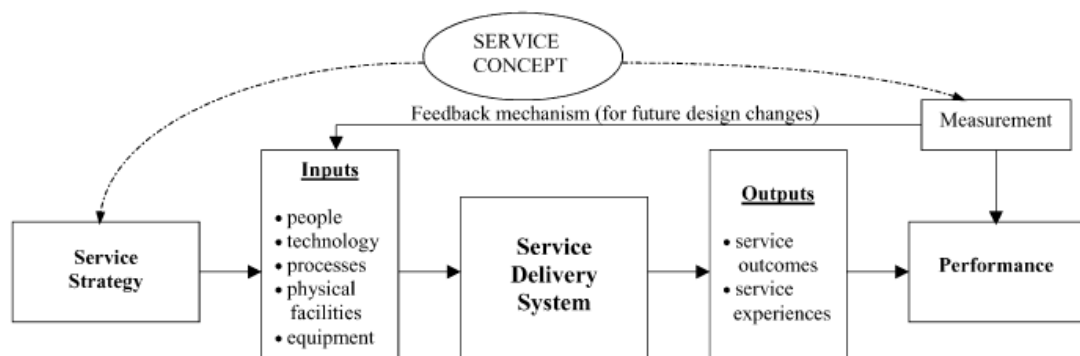 SERVICE
CONCEPT
Feedback mechanism (for future design changes)
Measurement
Inputs
• people
• technology
• processes
• physical
facilities
• equipment
Service
Strategy
Service
Delivery
System
Outputs
• service
outcomes
• service
experiences
Performance